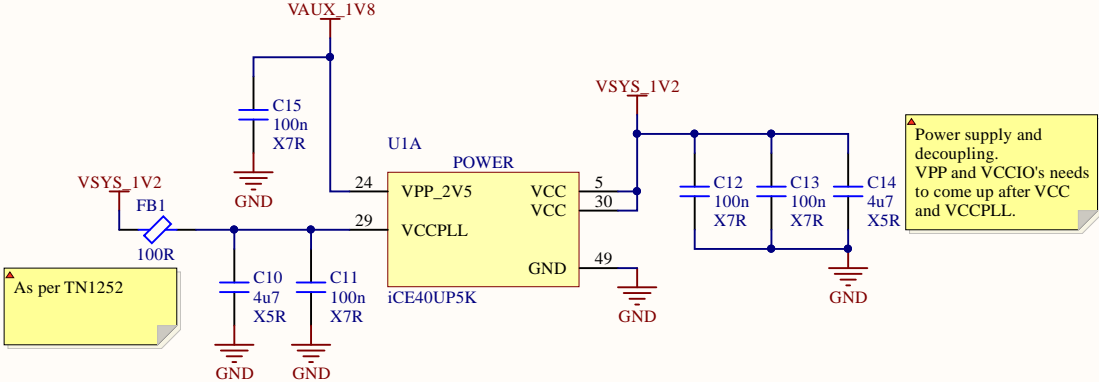 VAUX_1V8
C15
100n
X7R
GND
VSYS_1V2
FB1
100R
As per TN1252
C10
4u7
X5R
GND
C11
100n
X7R
GND
U1A
POWER
24
VPP_2V5
29
VCCPLL
VCC
5
VCC
30
GND
49
iCE40UP5K
GND
VSYS_1V2
C12
100n
X7R
C13
100n
X7R
C14
4u7
X5R
GND
Power supply and
decoupling.
VPP and VCCIO's needs
to come up after VCC
and VCCPLL.